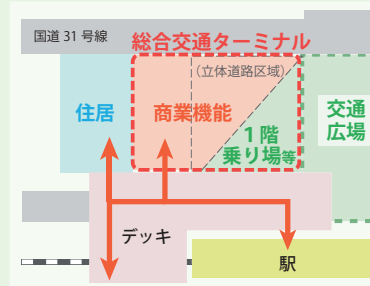 国道31号線
総合交通ターミナル
(立体道路区域)
住居
商業機能
1階
乗り場等
交通
広場
デッキ
駅